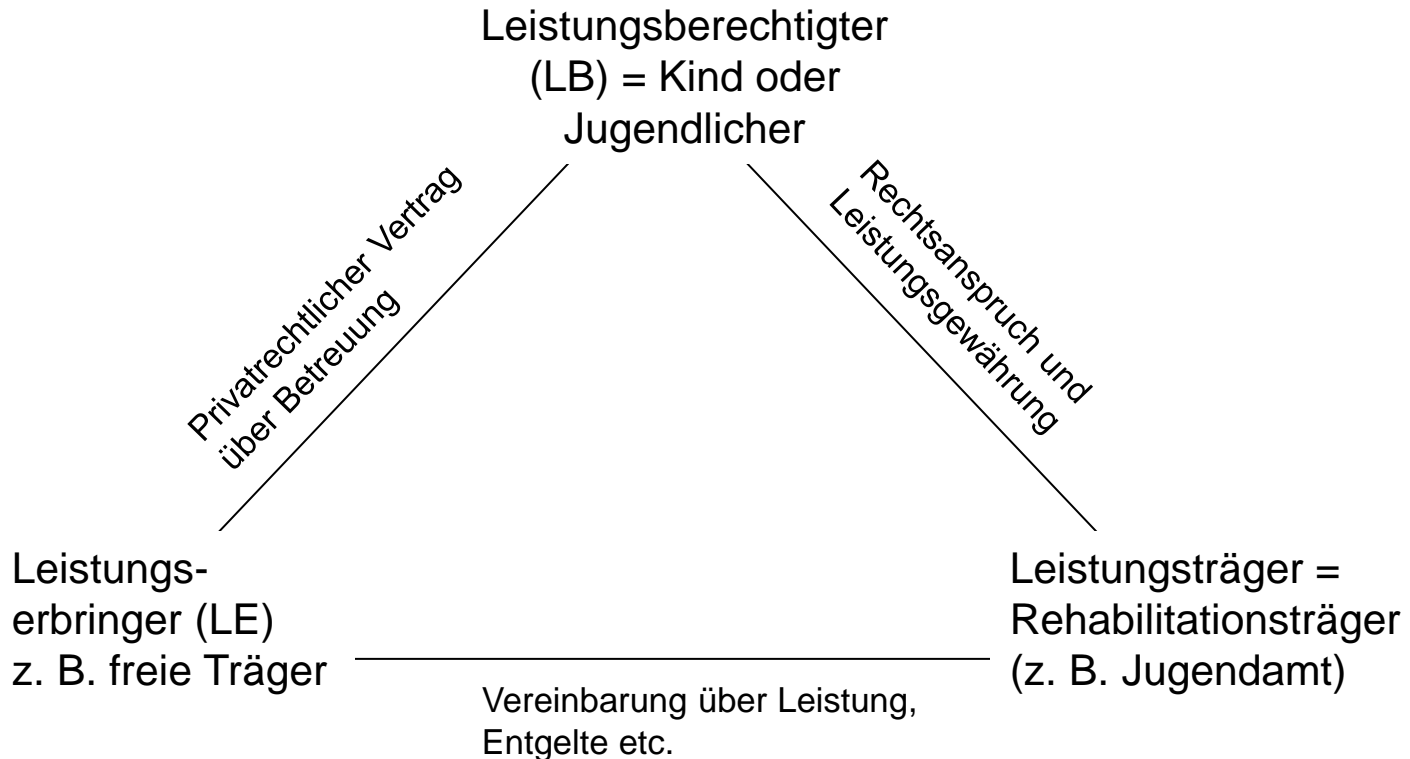 Leistungsberechtigter
(LB) = Kind oder
Jugendlicher
Privatrechtlicher Vertrag
über Betreuung
Rechtsanspruch und
Leistungsgewährung
Leistungs-
erbringer (LE)
z. B. freie Träger
Leistungsträger =
Rehabilitationsträger
(z. B. Jugendamt)
Vereinbarung über Leistung,
Entgelte etc.